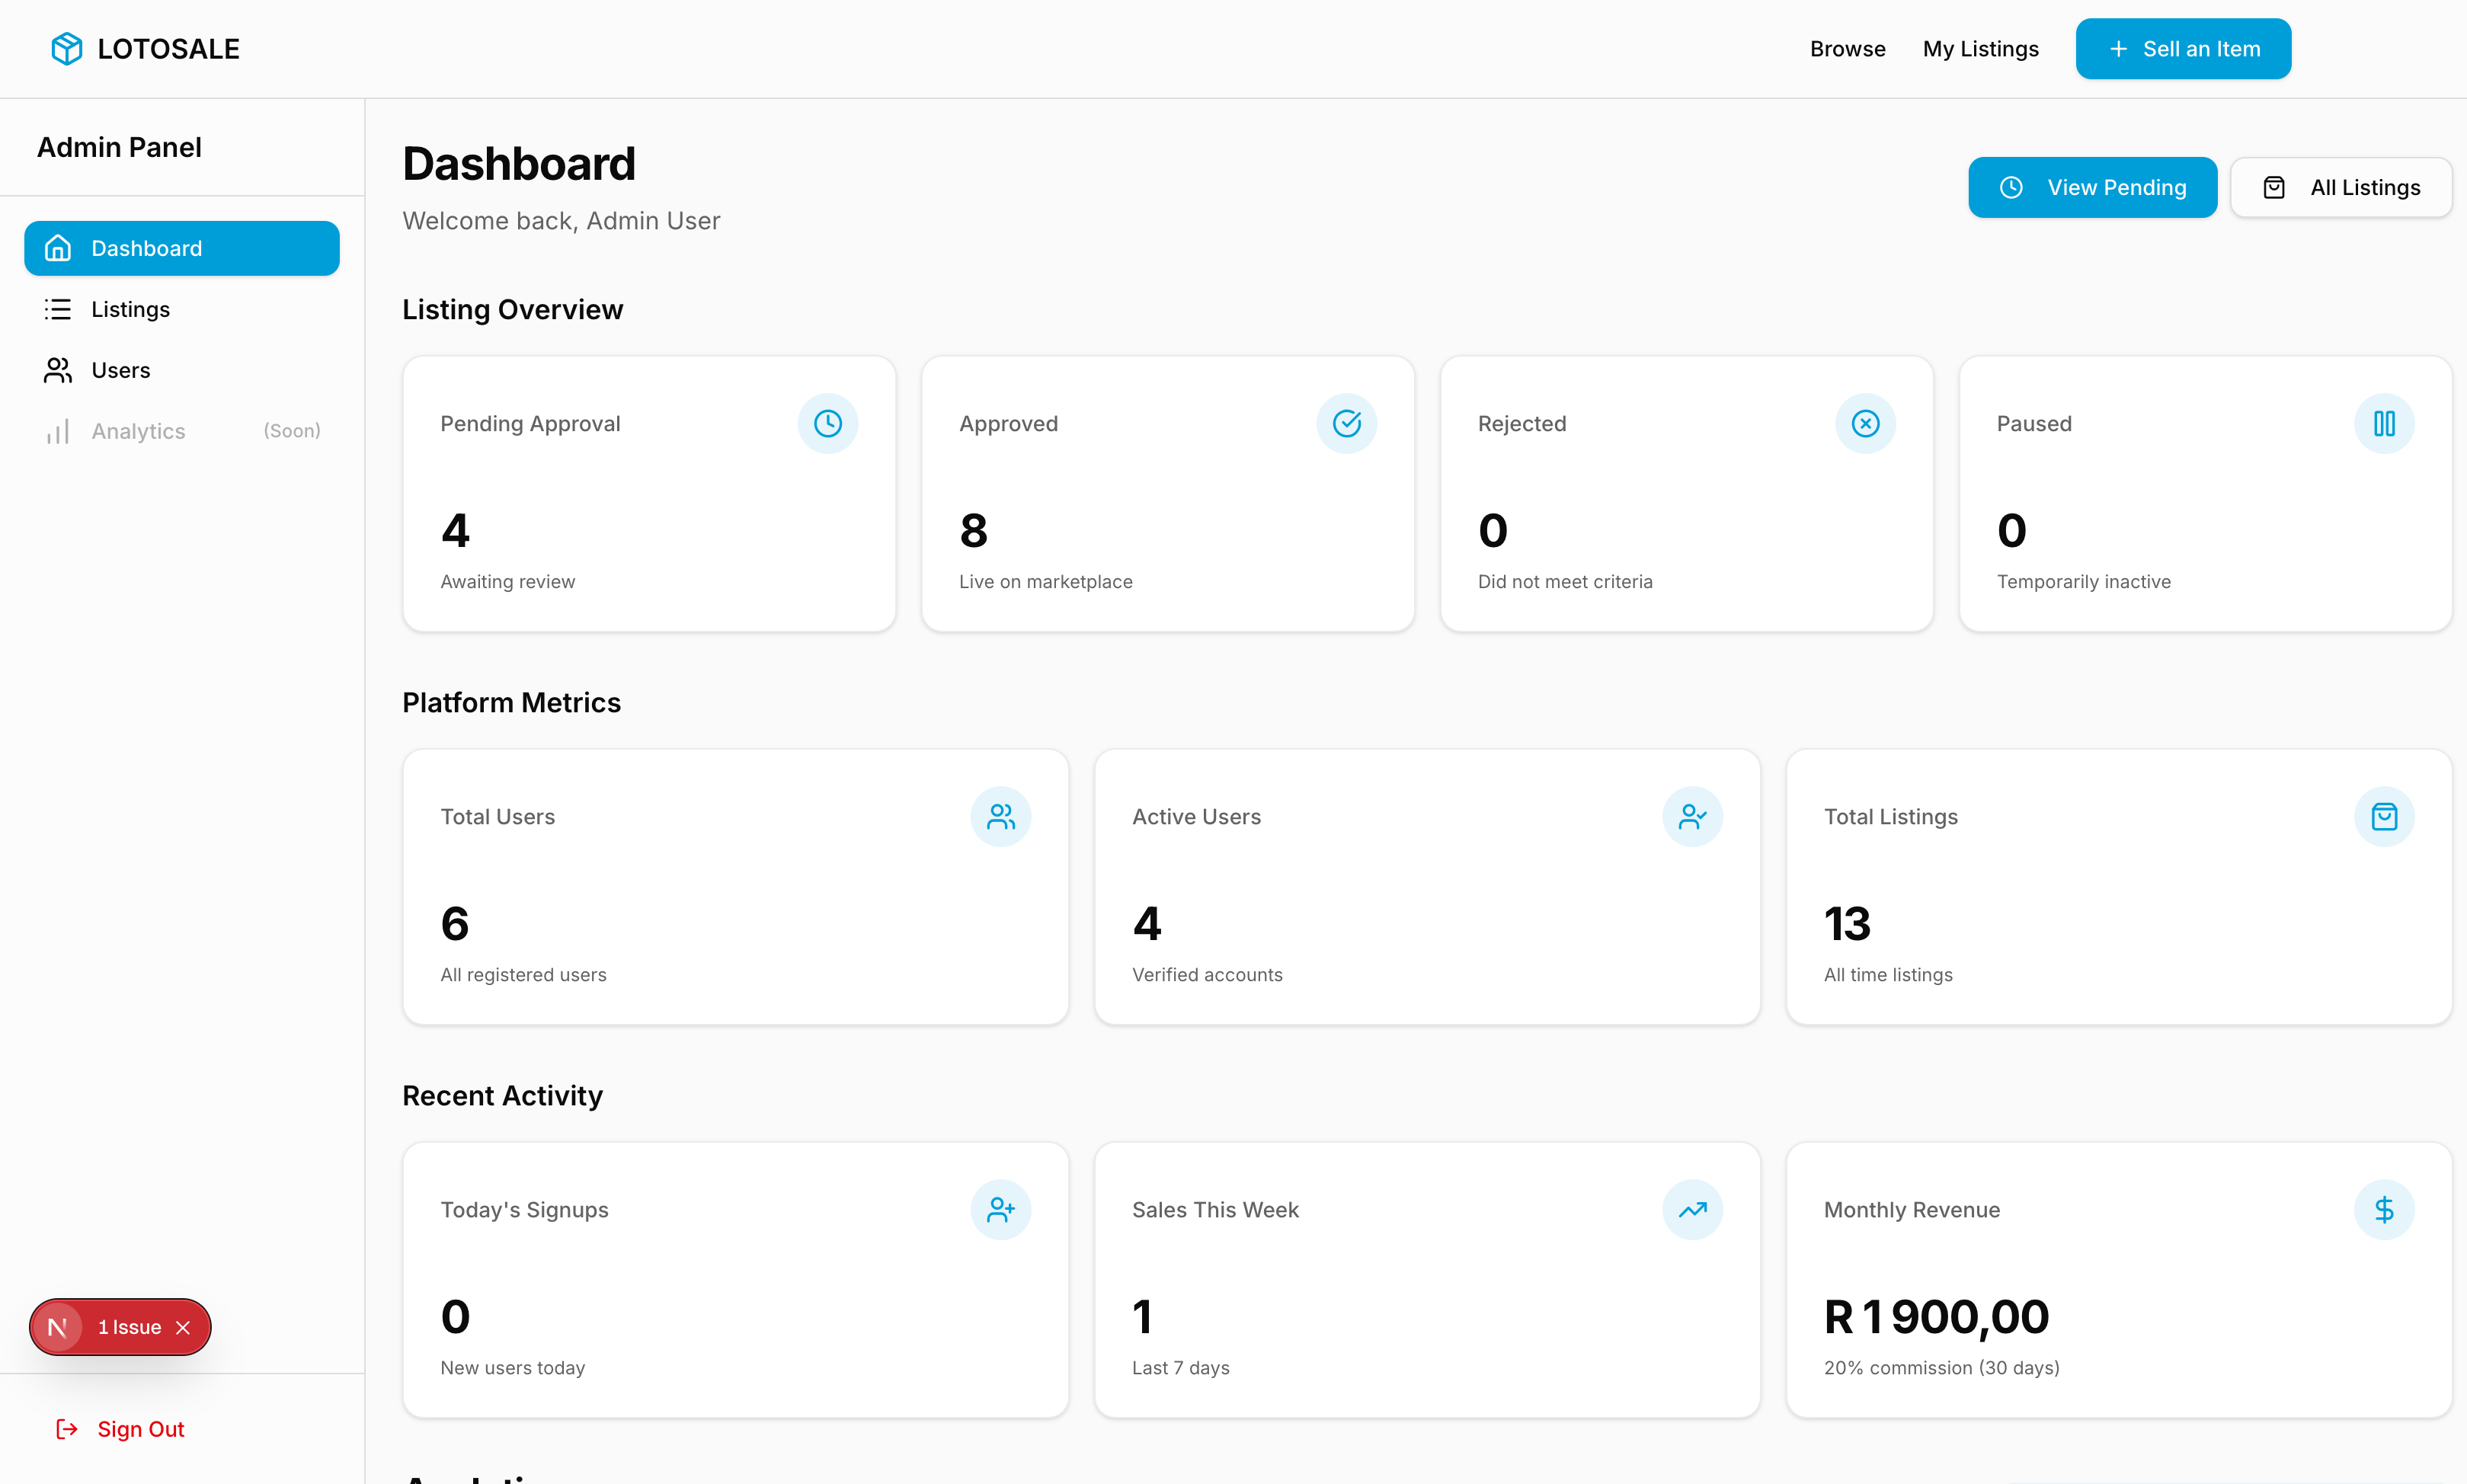 LOTOSALE
Browse
My Listings
Sell an Item
Admin Panel
Dashboard
Listings
Users
Analytics (Soon)
1 Issue
Sign Out
Dashboard
Welcome back, Admin User
View Pending
All Listings
Listing Overview
Pending Approval
4
Awaiting review
Approved
8
Live on marketplace
Rejected
0
Did not meet criteria
Paused
0
Temporarily inactive
Platform Metrics
Total Users
6
All registered users
Active Users
4
Verified accounts
Total Listings
13
All time listings
Recent Activity
Today's Signups
0
New users today
Sales This Week
1
Last 7 days
Monthly Revenue
R 1 900,00
20% commission (30 days)